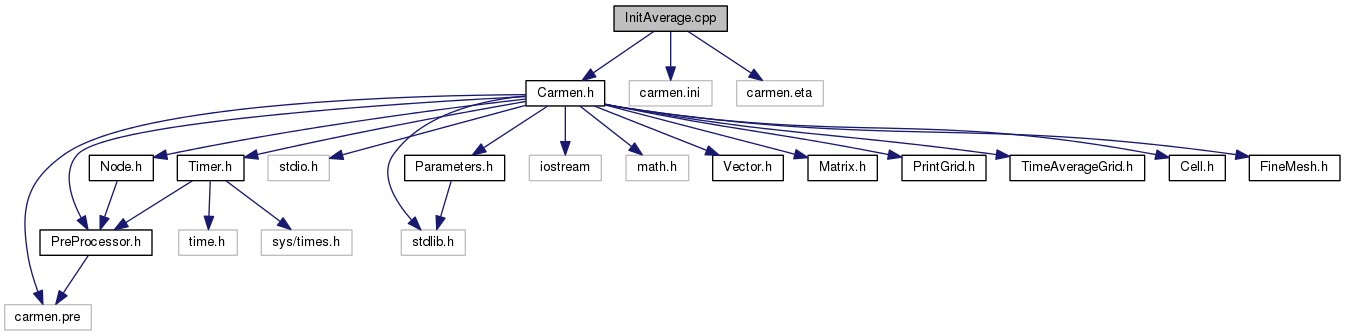 InitAverage.cpp
Carmen.h
carmen.ini
carmen.eta
Node.h
Timer.h
stdio.h
Parameters.h
iostream
math.h
Vector.h
Matrix.h
PrintGrid.h
TimeAverageGrid.h
Cell.h
FineMesh.h
PreProcessor.h
time.h
sys/times.h
stdlib.h
carmen.pre